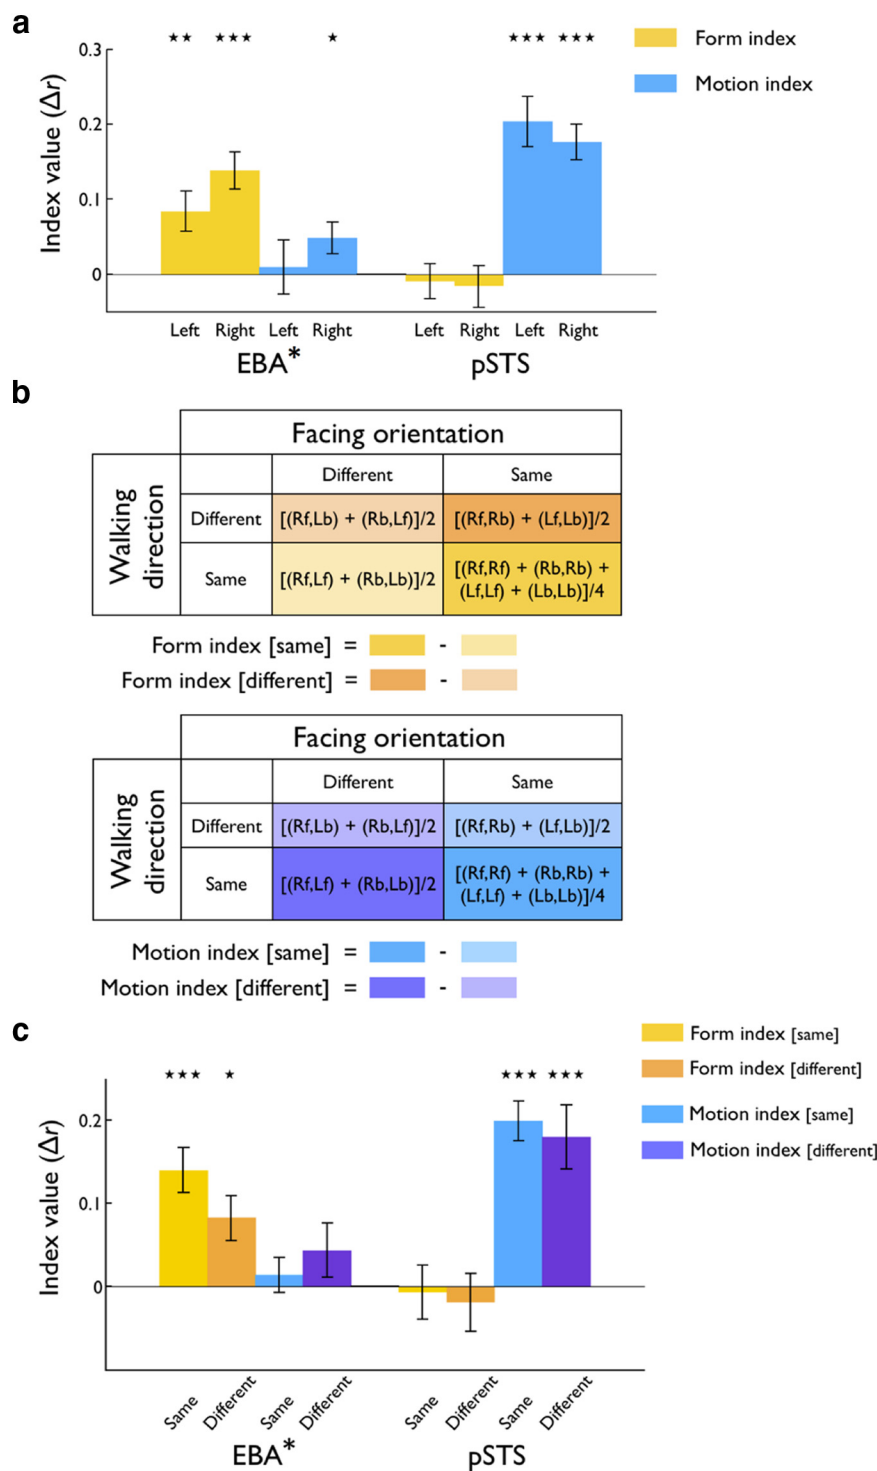 a
★★ ★★★ ★ ★★★ ★★★
Form index
Motion index
Index value (Δr)
0.3
0.2
0.1
0
Left Right Left Right Left Right Left Right
EBA* pSTS
b
Facing orientation
Walking direction
Different Same
Different [(Rf,Lb) + (Rb,Lf)]/2 [(Rf,Rb) + (Lf,Lb)]/2
Same [(Rf,Lf) + (Rb,Lb)]/2 [(Rf,Rf) + (Rb,Rb) +
(Lf,Lf) + (Lb,Lb)]/4
Form index [same] = -
Form index [different] = -
Facing orientation
Walking direction
Different Same
Different [(Rf,Lb) + (Rb,Lf)]/2 [(Rf,Rb) + (Lf,Lb)]/2
Same [(Rf,Lf) + (Rb,Lb)]/2 [(Rf,Rf) + (Rb,Rb) +
(Lf,Lf) + (Lb,Lb)]/4
Motion index [same] = -
Motion index [different] = -
c
Form index [same]
Form index [different]
Motion index [same]
Motion index [different]
★★★ ★ ★★★ ★★★
Index value (Δr)
0.2
0.1
0
Same Different Same Different Same Different Same Different
EBA* pSTS